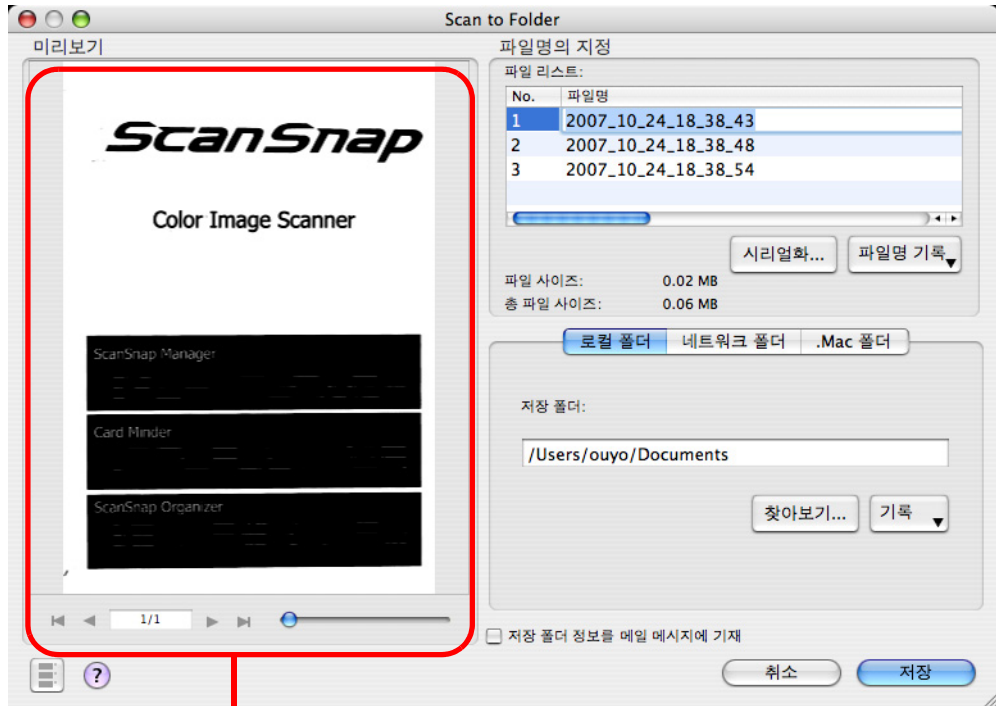 Scan to Folder
미리보기
ScanSnap
Color Image Scanner
ScanSnap Manager
Card Minder
ScanSnap Organizer
1/1
?
파일명의 지정
파일 리스트:
No. 파일명
1 2007_10_24_18_38_43
2 2007_10_24_18_38_48
3 2007_10_24_18_38_54
시리얼화... 파일명 기록
파일 사이즈: 0.02 MB
총 파일 사이즈: 0.06 MB
로컬 폴더 네트워크 폴더 .Mac 폴더
저장 폴더:
/Users/ouyo/Documents
찾아보기... 기록
저장 폴더 정보를 메일 메시지에 기재
취소 저장